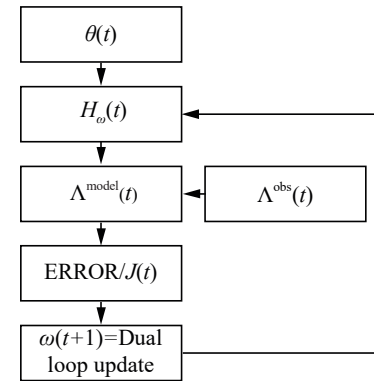 θ(t)
H_ω(t)
Λ^model(t)
Λ^obs(t)
ERROR/J(t)
ω(t+1)=Dual
loop update